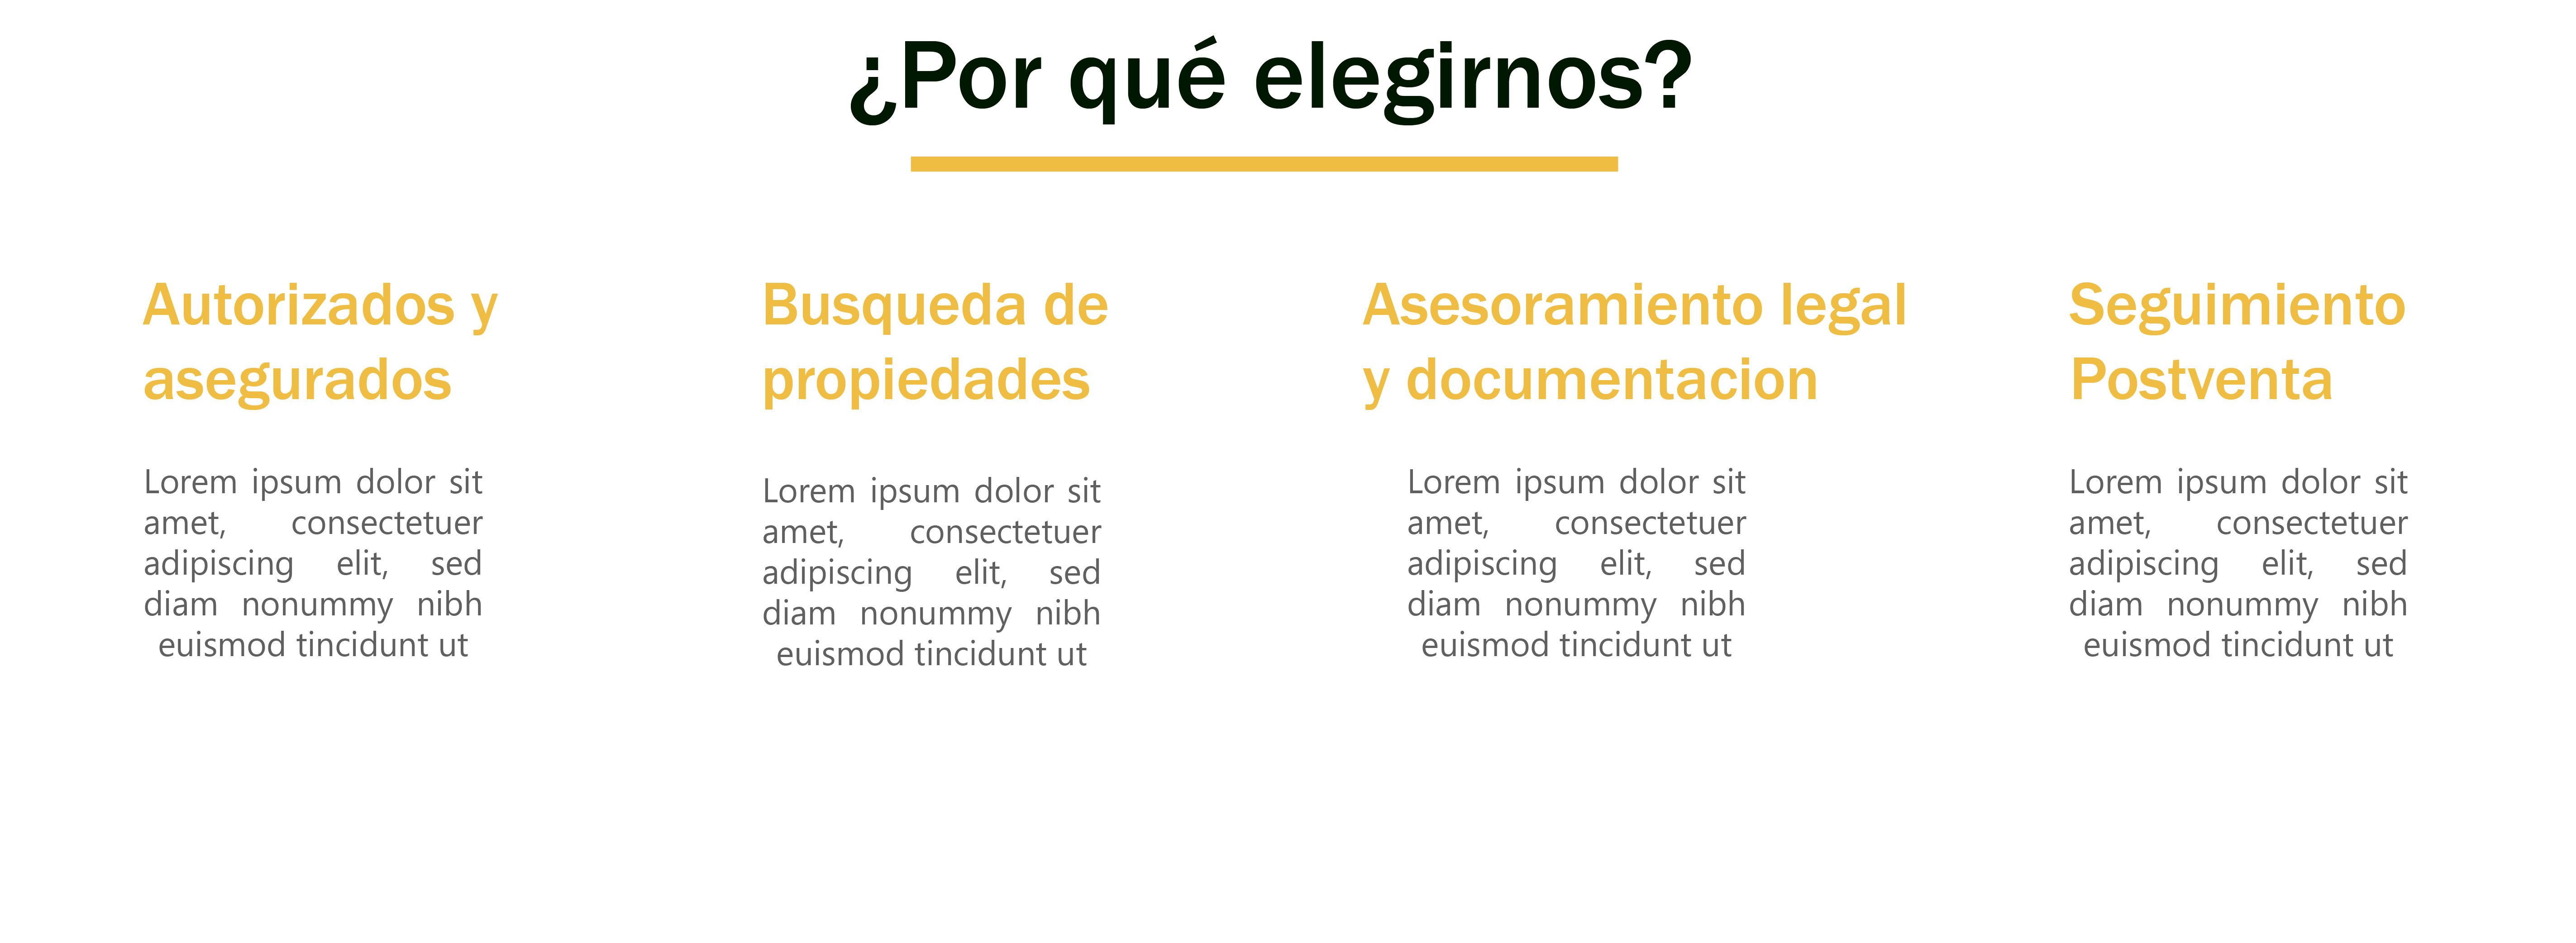 ¿Por qué elegirnos?
Autorizados y
asegurados
Lorem ipsum dolor sit
amet, consectetuer
adipiscing elit, sed
diam nonummy nibh
euismod tincidunt ut
Busqueda de
propiedades
Lorem ipsum dolor sit
amet, consectetuer
adipiscing elit, sed
diam nonummy nibh
euismod tincidunt ut
Asesoramiento legal
y documentacion
Lorem ipsum dolor sit
amet, consectetuer
adipiscing elit, sed
diam nonummy nibh
euismod tincidunt ut
Seguimiento
Postventa
Lorem ipsum dolor sit
amet, consectetuer
adipiscing elit, sed
diam nonummy nibh
euismod tincidunt ut